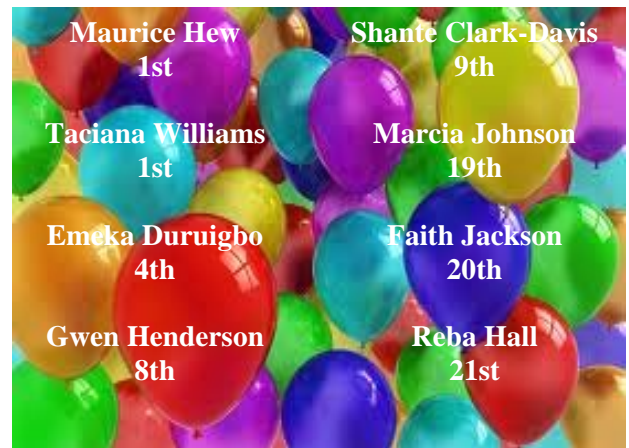 Maurice Hew
1st
Taciana Williams
1st
Emeka Duruigbo
4th
Gwen Henderson
8th
Shante Clark-Davis
9th
Marcia Johnson
19th
Faith Jackson
20th
Reba Hall
21st